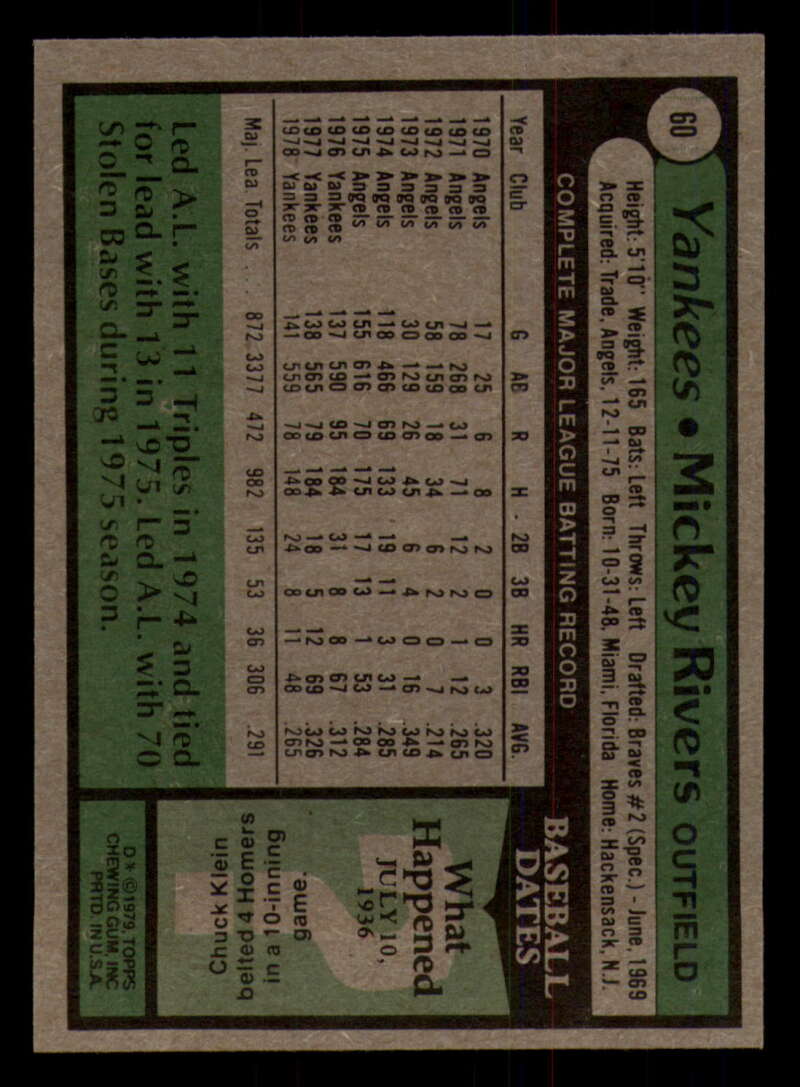 60
Yankees • Mickey Rivers OUTFIELD
Height: 5'10" Weight: 165 Bats: Left Throws: Left Drafted: Braves #2 (Spec.) - June, 1969
Acquired: Trade, Angels, 12-11-75 Born: 10-31-48, Miami, Florida Home: Hackensack, N.J.
COMPLETE MAJOR LEAGUE BATTING RECORD
Year Club G AB R H 2B 3B HR RBI AVG.
1970 Angels 17 25 6 8 2 0 0 3 .320
1971 Angels 78 268 31 71 12 2 1 12 .265
1972 Angels 58 159 18 34 6 2 0 7 .214
1973 Angels 30 129 26 45 6 4 0 16 .349
1974 Angels 118 466 69 133 19 11 3 31 .285
1975 Angels 155 616 70 175 17 13 1 53 .284
1976 Yankees 137 590 95 184 31 8 8 67 .312
1977 Yankees 138 565 79 184 18 5 12 69 .326
1978 Yankees 141 559 78 148 24 8 11 48 .265
Maj. Lea Totals . . . 872 3377 472 982 135 53 36 306 .291
Led A.L. with 11 Triples in 1974 and tied
for lead with 13 in 1975. Led A.L. with 70
Stolen Bases during 1975 season.
BASEBALL
DATES
What
Happened
JULY 10,
1936
Chuck Klein
belted 4 Homers
in a 10-inning
game.
D* © 1979, TOPPS
CHEWING GUM, INC
PRTD. IN U.S.A.